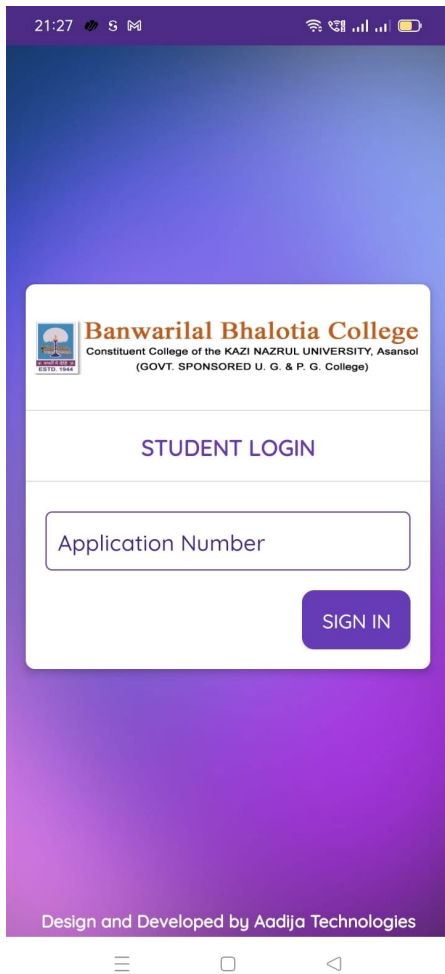 21:27
Banwarilal Bhalotia College
Constituent College of the KAZI NAZRUL UNIVERSITY, Asansol
(GOVT. SPONSORED U. G. & P. G. College)
ESTD. 1944
STUDENT LOGIN
Application Number
SIGN IN
Design and Developed by Aadija Technologies